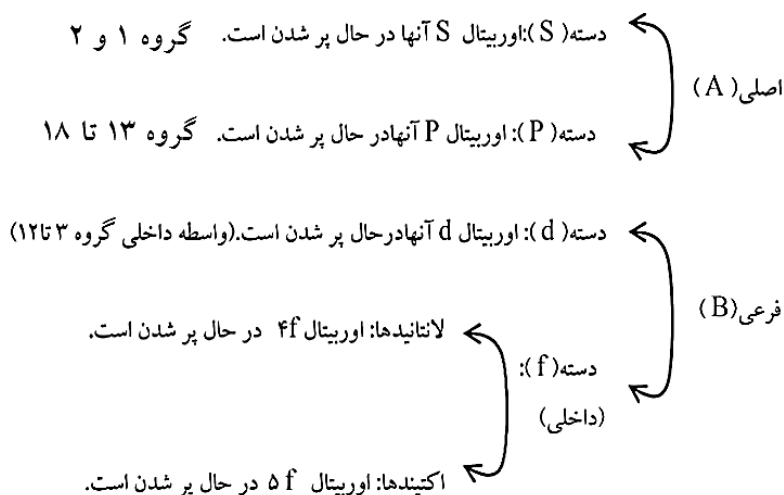 دسته( S ):اوربیتال S آنها در حال پر شدن است. گروه ۱ و ۲
اصلی( A )
دسته( P ): اوربیتال P آنهادر حال پر شدن است. گروه ۱۳ تا ۱۸
دسته( d ): اوربیتال d آنهادرحال پر شدن است.(واسطه داخلی گروه ۳ تا۱۲)
فرعی(B )
لانتانیدها: اوربیتال ۴f در حال پر شدن است.
دسته( f ):
(داخلی)
اکتیندها: اوربیتال ۵ f در حال پر شدن است.